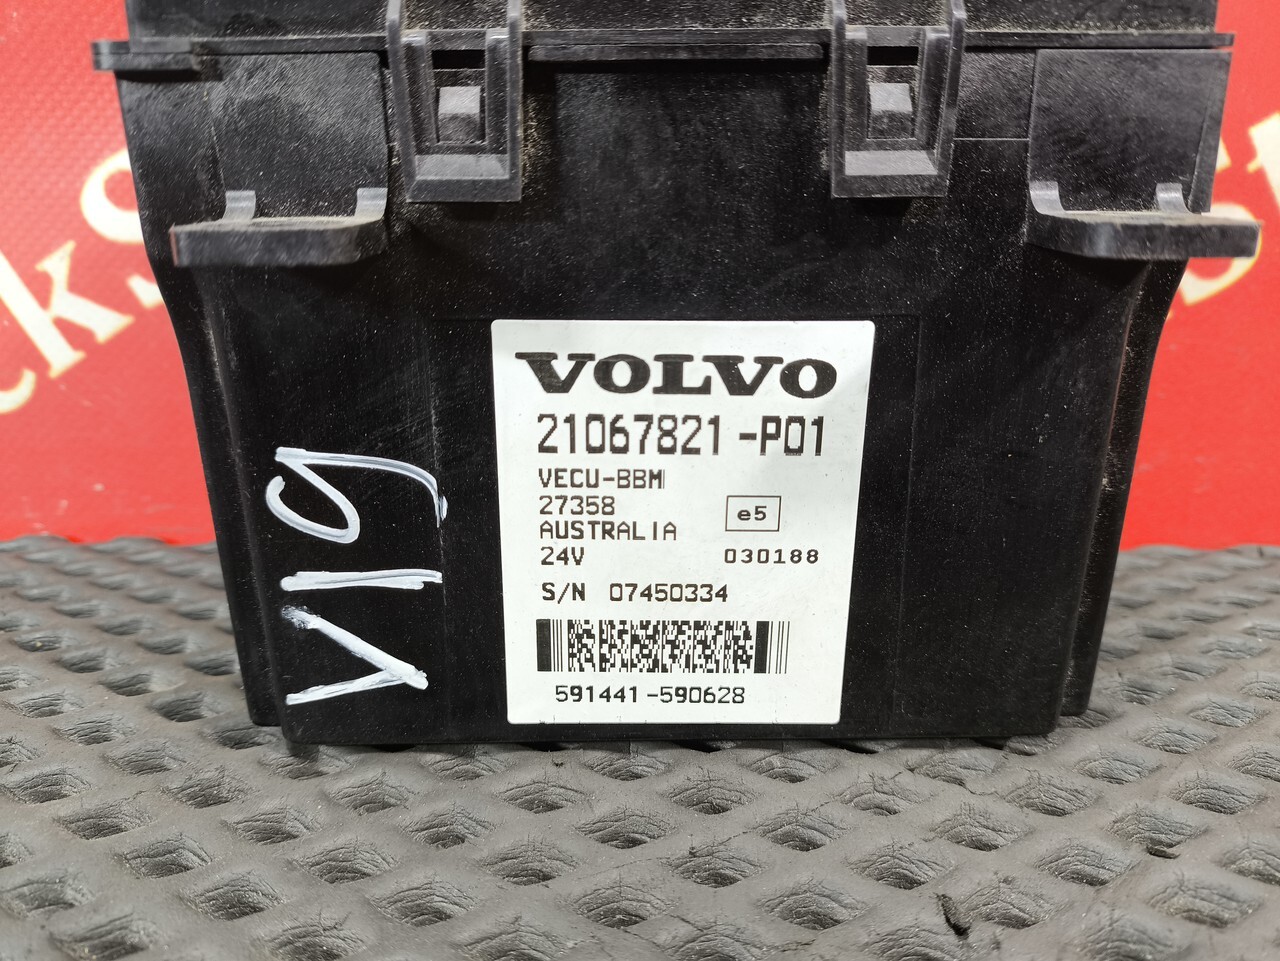 VOLVO
21067821-P01
VECU-BBM
27358
e5
AUSTRALIA
24V 030188
S/N 07450334
591441-590628
V19